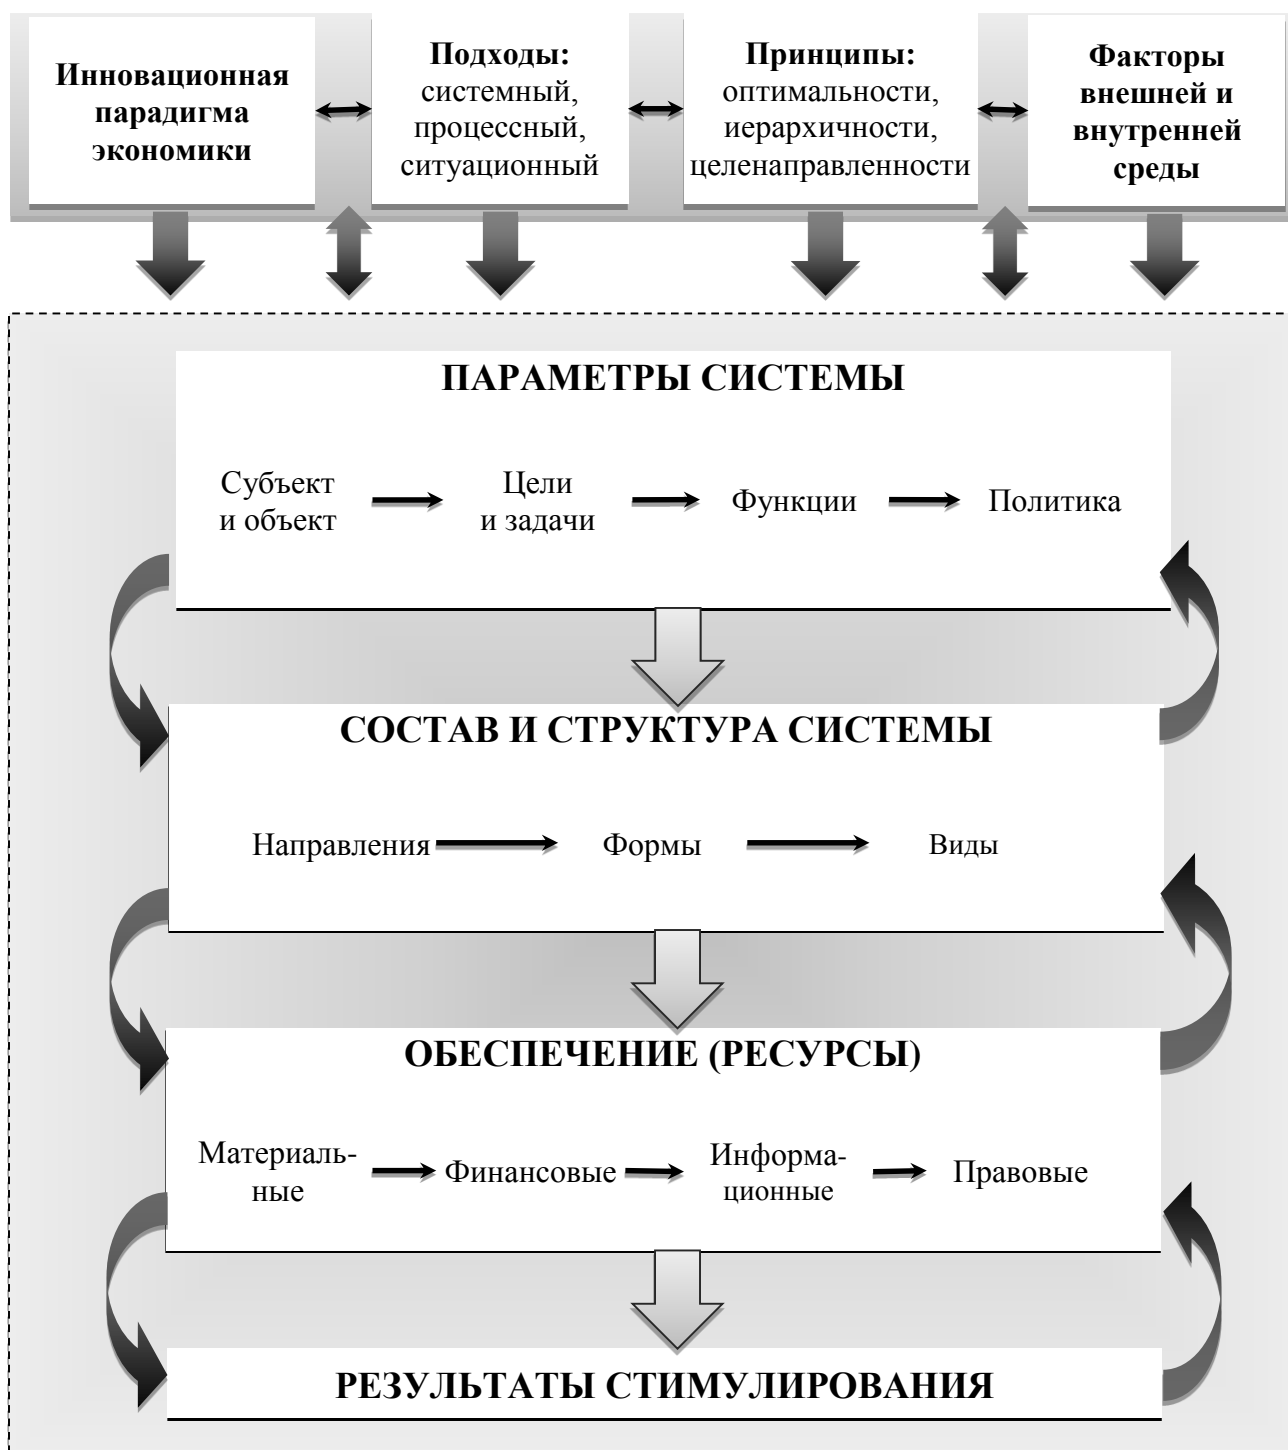 Инновационная
парадигма
экономики
Подходы:
системный,
процессный,
ситуационный
Принципы:
оптимальности,
иерархичности,
целенаправленности
Факторы
внешней и
внутренней
среды
ПАРАМЕТРЫ СИСТЕМЫ
Субъект
и объект
Цели
и задачи
Функции
Политика
СОСТАВ И СТРУКТУРА СИСТЕМЫ
Направления
Формы
Виды
ОБЕСПЕЧЕНИЕ (РЕСУРСЫ)
Материаль-
ные
Финансовые
Информа-
ционные
Правовые
РЕЗУЛЬТАТЫ СТИМУЛИРОВАНИЯ